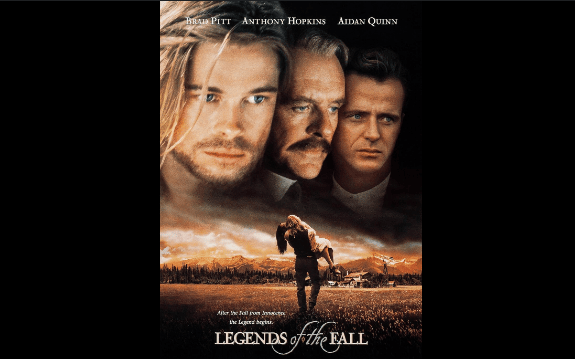 BRAD PITT ANTHONY HOPKINS AIDAN QUINN
After the Fall from Innocence,
the Legend begins.
LEGENDS of the FALL